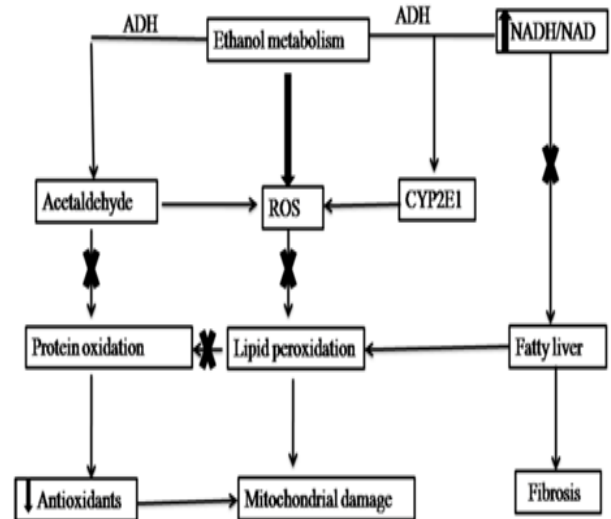 ADH
ADH
Ethanol metabolism
NADH/NAD
Acetaldehyde
ROS
CYP2E1
Protein oxidation
Lipid peroxidation
Fatty liver
Antioxidants
Mitochondrial damage
Fibrosis